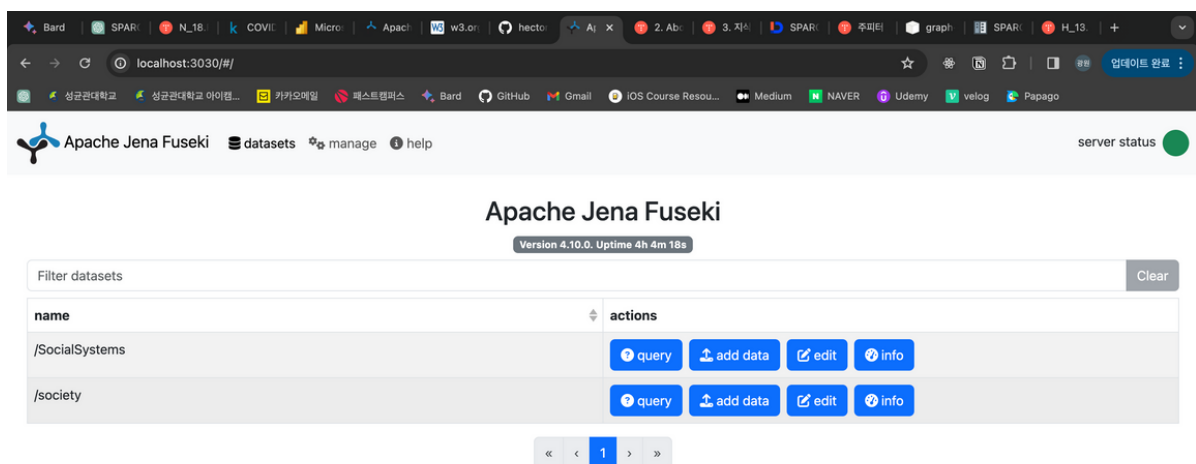 Bard SPAR N_18. COVID Micro Apach w3.or hector A 2. Abo 3. 지식 SPAR 주피터 graph SPAR H_13.
localhost:3030/#/ 업데이트 완료
성균관대학교 성균관대학교 아이캠... 카카오메일 패스트캠퍼스 Bard GitHub Gmail iOS Course Resou... Medium NAVER Udemy velog Papago
Apache Jena Fuseki datasets manage help server status
Apache Jena Fuseki
Version 4.10.0. Uptime 4h 4m 18s
Filter datasets Clear
name actions
/SocialSystems query add data edit info
/society query add data edit info
« ‹ 1 › »